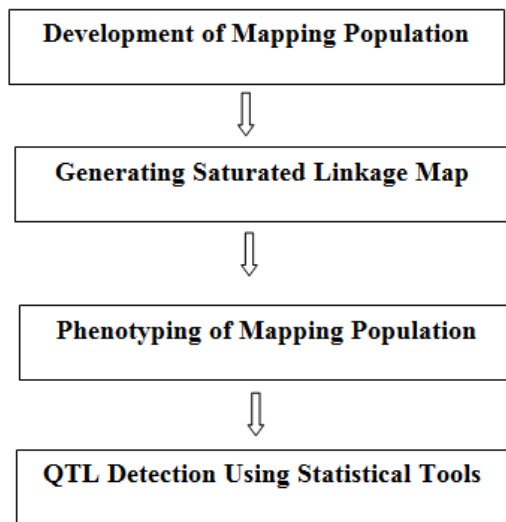 Development of Mapping Population
Generating Saturated Linkage Map
Phenotyping of Mapping Population
QTL Detection Using Statistical Tools